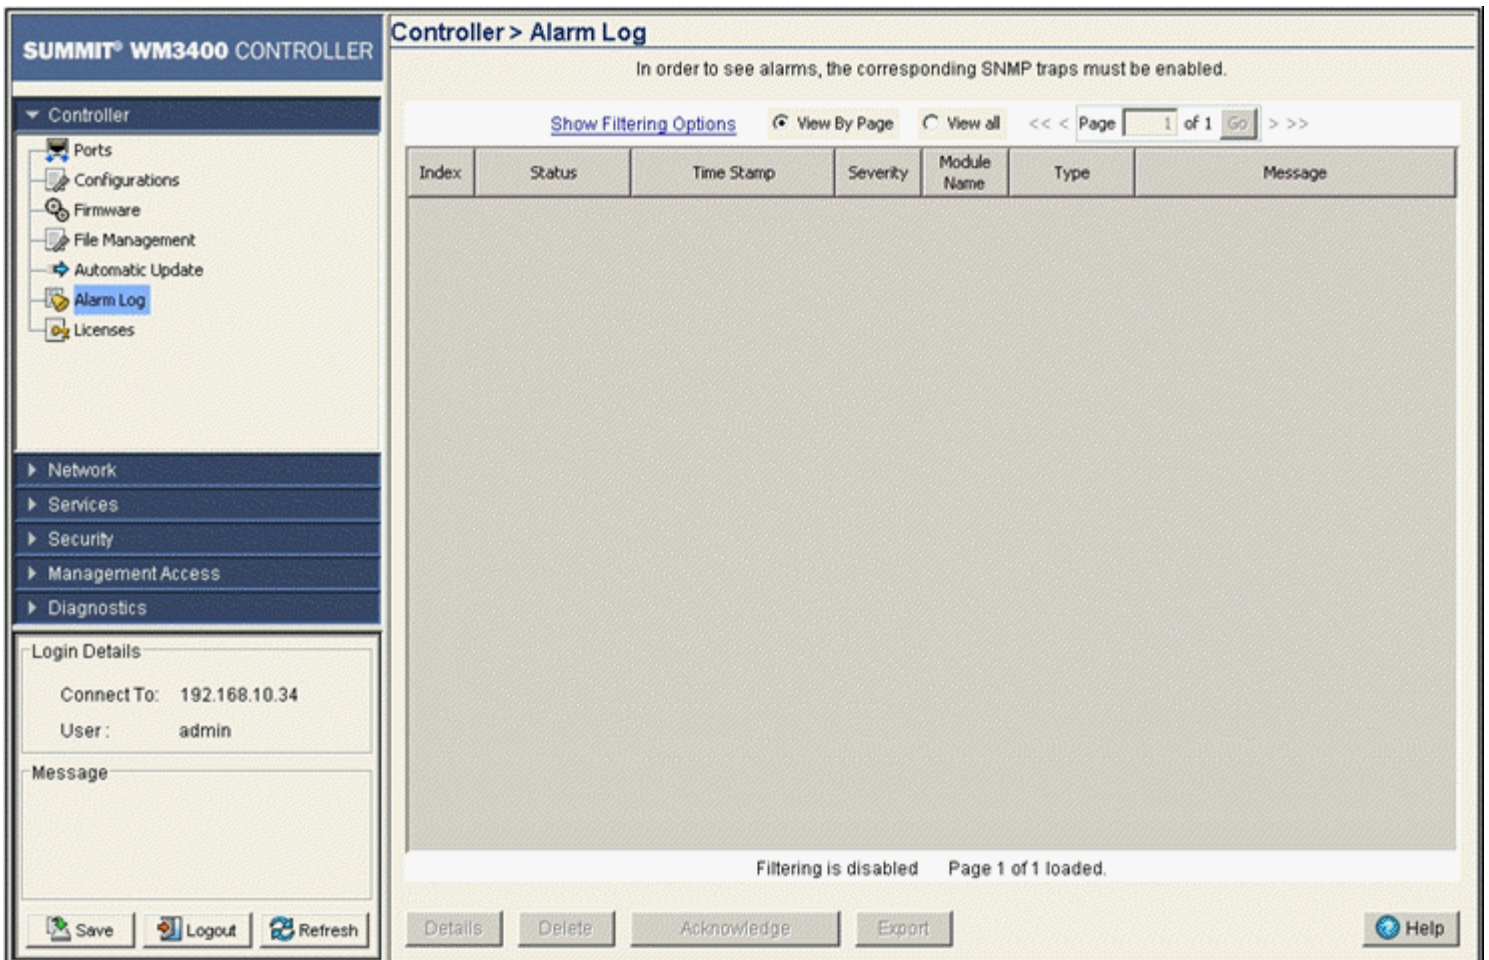 SUMMIT® WM3400 CONTROLLER
Controller
Ports
Configurations
Firmware
File Management
Automatic Update
Alarm Log
Licenses
Network
Services
Security
Management Access
Diagnostics
Login Details
Connect To: 192.168.10.34
User : admin
Message
Save Logout Refresh
Controller > Alarm Log
In order to see alarms, the corresponding SNMP traps must be enabled.
Show Filtering Options View By Page View all << < Page 1 of 1 Go > >>
Index Status Time Stamp Severity Module Name Type Message
Filtering is disabled Page 1 of 1 loaded.
Details Delete Acknowledge Export Help